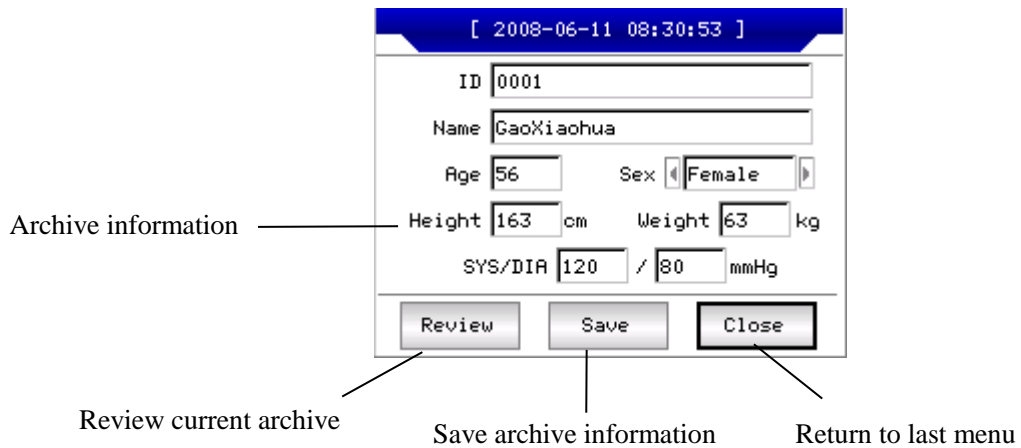 [ 2008-06-11 08:30:53 ]
ID 0001
Name GaoXiaohua
Age 56 Sex Female
Archive information
Height 163 cm Weight 63 kg
SYS/DIA 120 / 80 mmHg
Review Save Close
Review current archive
Save archive information
Return to last menu